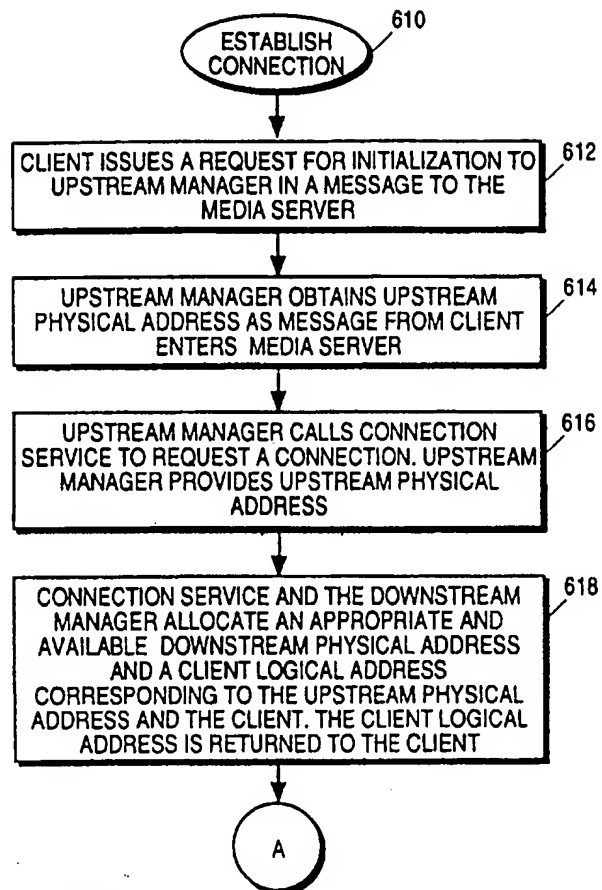 ESTABLISH
CONNECTION
610
CLIENT ISSUES A REQUEST FOR INITIALIZATION TO
UPSTREAM MANAGER IN A MESSAGE TO THE
MEDIA SERVER
612
UPSTREAM MANAGER OBTAINS UPSTREAM
PHYSICAL ADDRESS AS MESSAGE FROM CLIENT
ENTERS MEDIA SERVER
614
UPSTREAM MANAGER CALLS CONNECTION
SERVICE TO REQUEST A CONNECTION. UPSTREAM
MANAGER PROVIDES UPSTREAM PHYSICAL
ADDRESS
616
CONNECTION SERVICE AND THE DOWNSTREAM
MANAGER ALLOCATE AN APPROPRIATE AND
AVAILABLE DOWNSTREAM PHYSICAL ADDRESS
AND A CLIENT LOGICAL ADDRESS
CORRESPONDING TO THE UPSTREAM PHYSICAL
ADDRESS AND THE CLIENT. THE CLIENT LOGICAL
ADDRESS IS RETURNED TO THE CLIENT
618
A